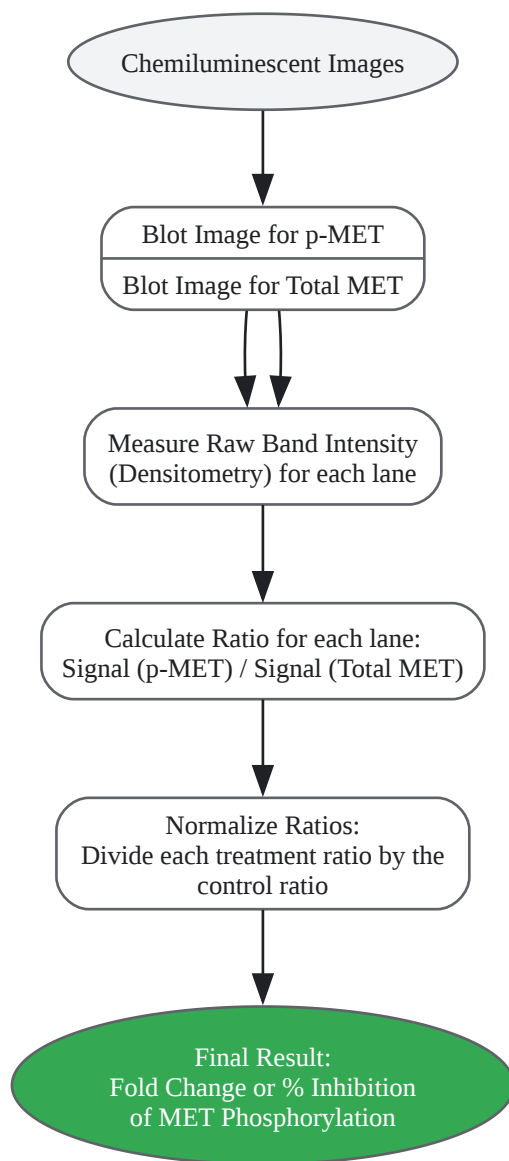 Chemiluminescent Images
Blot Image for p-MET
Blot Image for Total MET
Measure Raw Band Intensity
(Densitometry) for each lane
Calculate Ratio for each lane:
Signal (p-MET) / Signal (Total MET)
Normalize Ratios:
Divide each treatment ratio by the
control ratio
Final Result:
Fold Change or % Inhibition
of MET Phosphorylation